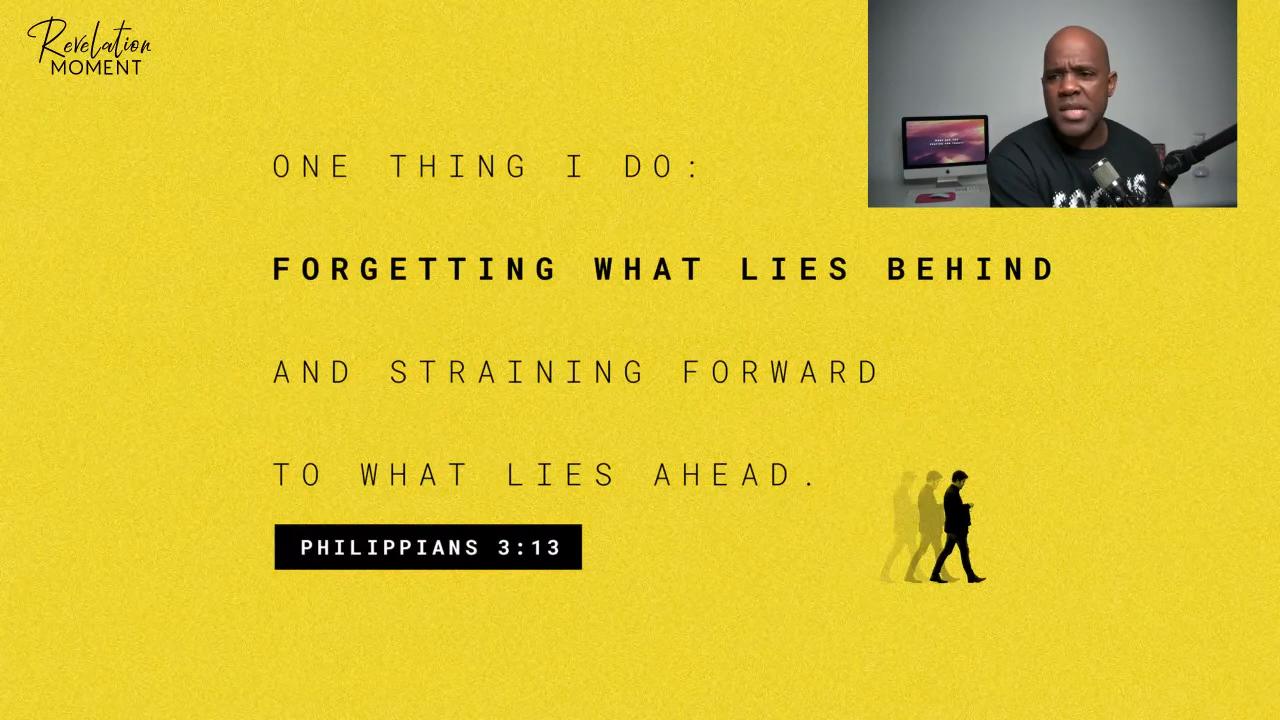 Revelation
MOMENT
ONE THING I DO:
FORGETTING WHAT LIES BEHIND
AND STRAINING FORWARD
TO WHAT LIES AHEAD.
PHILIPPIANS 3:13